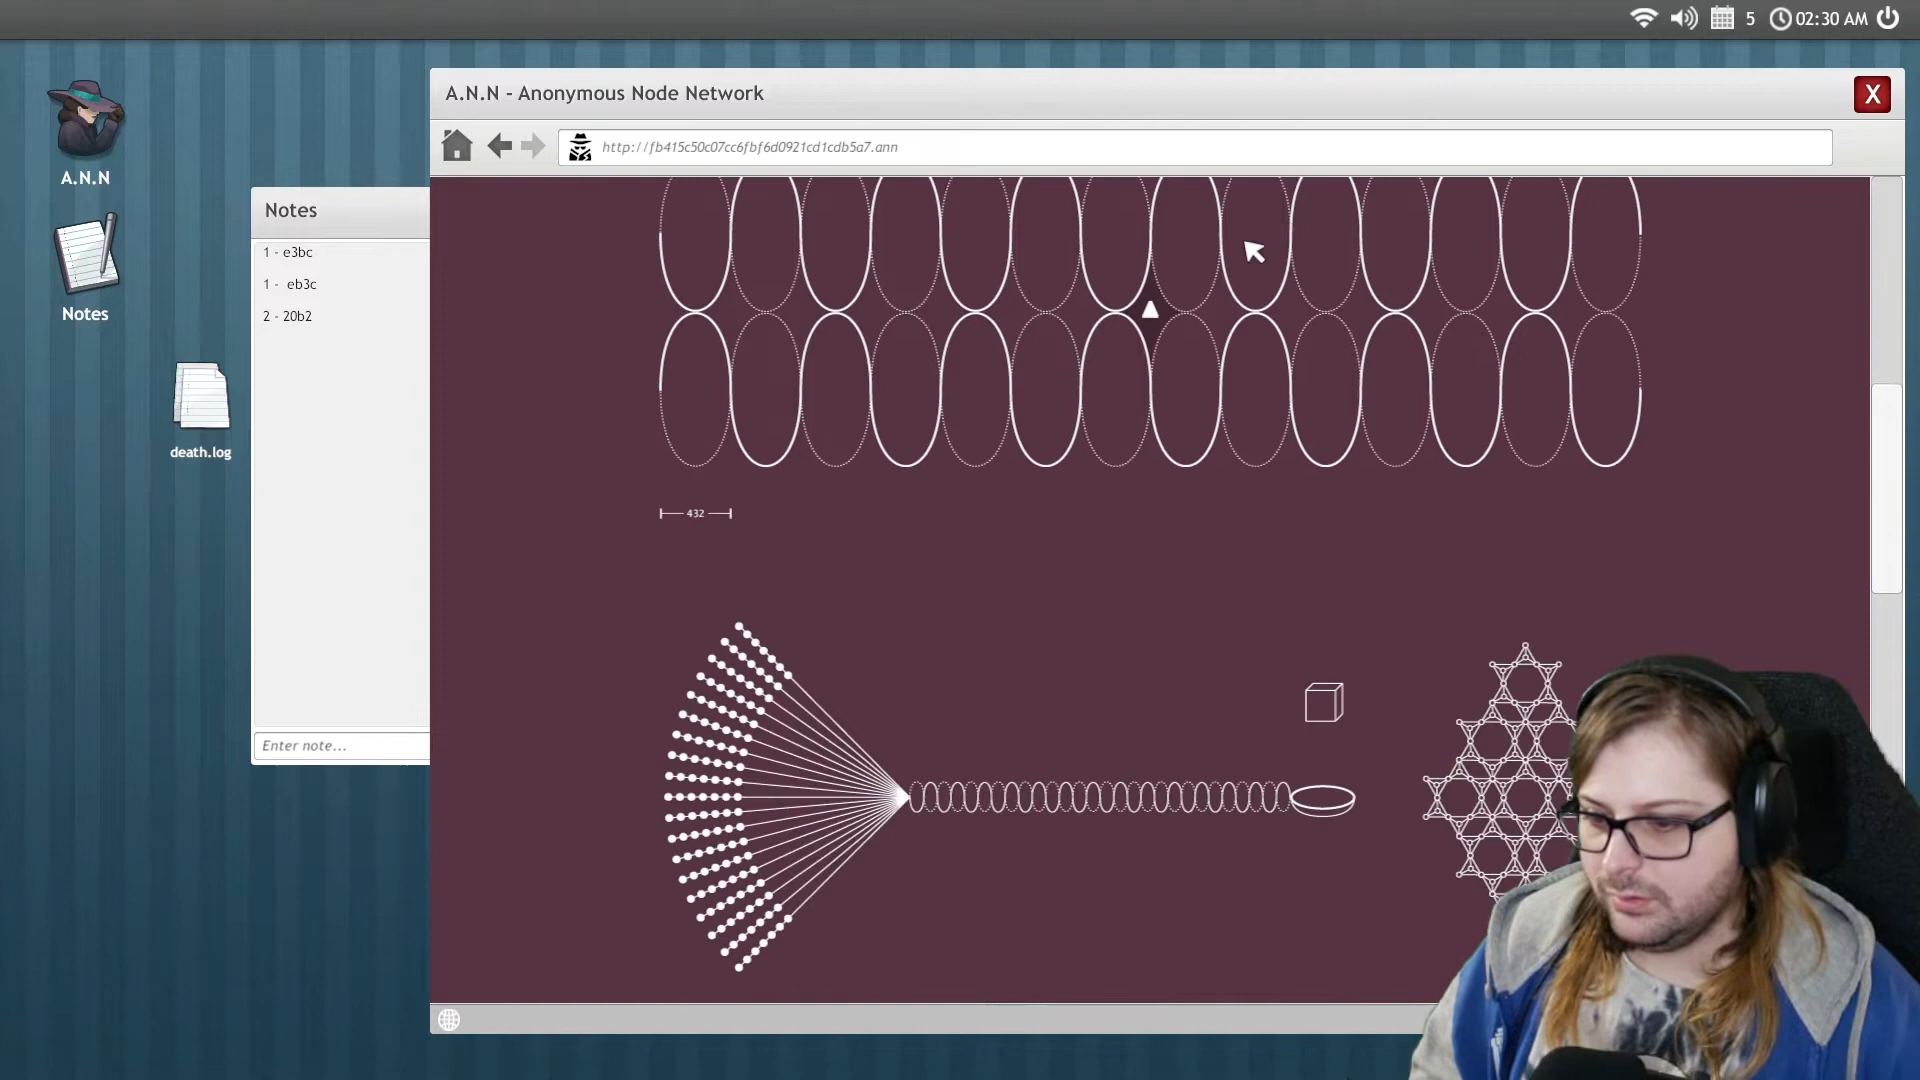 5
02:30 AM
A.N.N
Notes
death.log
Notes
1 - e3bc
1 -  eb3c
2 - 20b2
Enter note...
A.N.N - Anonymous Node Network
X
http://fb415c50c07cc6fbf6d0921cd1cdb5a7.ann
432